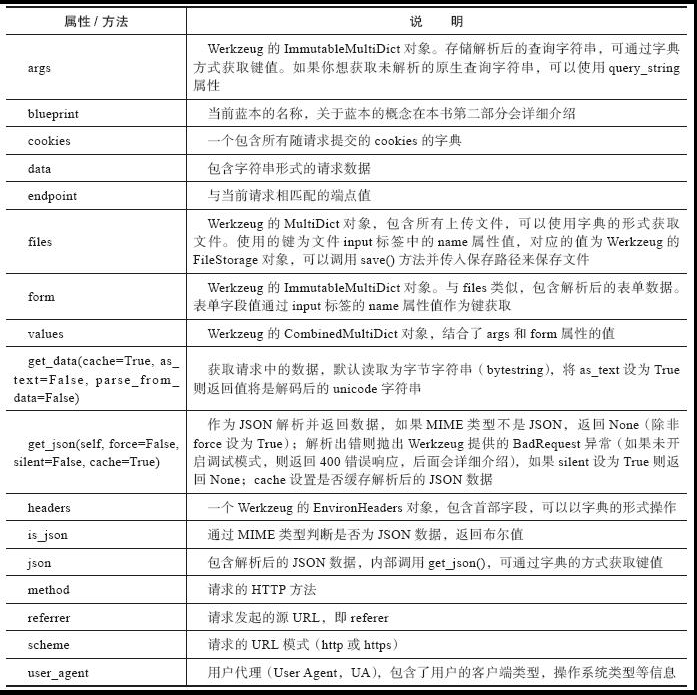 属性 / 方法
说 明
args
Werkzeug 的 ImmutableMultiDict 对象。存储解析后的查询字符串，可通过字典
方式获取键值。如果你想获取未解析的原生查询字符串，可以使用 query_string
属性
blueprint
当前蓝本的名称，关于蓝本的概念在本书第二部分会详细介绍
cookies
一个包含所有随请求提交的 cookies 的字典
data
包含字符串形式的请求数据
endpoint
与当前请求相匹配的端点值
files
Werkzeug 的 MultiDict 对象，包含所有上传文件，可以使用字典的形式获取
文件。使用的键为文件 input 标签中的 name 属性值，对应的值为 Werkzeug 的
FileStorage 对象，可以调用 save() 方法并传入保存路径来保存文件
form
Werkzeug 的 ImmutableMultiDict 对象。与 files 类似，包含解析后的表单数据。
表单字段值通过 input 标签的 name 属性值作为键获取
values
Werkzeug 的 CombinedMultiDict 对象，结合了 args 和 form 属性的值
get_data(cache=True, as_
text=False, parse_from_
data=False)
获取请求中的数据，默认读取为字节字符串（bytestring），将 as_text 设为 True
则返回值将是解码后的 unicode 字符串
get_json(self, force=False,
silent=False, cache=True)
作为 JSON 解析并返回数据，如果 MIME 类型不是 JSON，返回 None（除非
force 设为 True）；解析出错则抛出 Werkzeug 提供的 BadRequest 异常（如果未开
启调试模式，则返回 400 错误响应，后面会详细介绍），如果 silent 设为 True 则返
回 None；cache 设置是否缓存解析后的 JSON 数据
headers
一个 Werkzeug 的 EnvironHeaders 对象，包含首部字段，可以以字典的形式操作
is_json
通过 MIME 类型判断是否为 JSON 数据，返回布尔值
json
包含解析后的 JSON 数据，内部调用 get_json()，可通过字典的方式获取键值
method
请求的 HTTP 方法
referrer
请求发起的源 URL，即 referer
scheme
请求的 URL 模式（http 或 https）
user_agent
用户代理（User Agent，UA），包含了用户的客户端类型，操作系统类型等信息